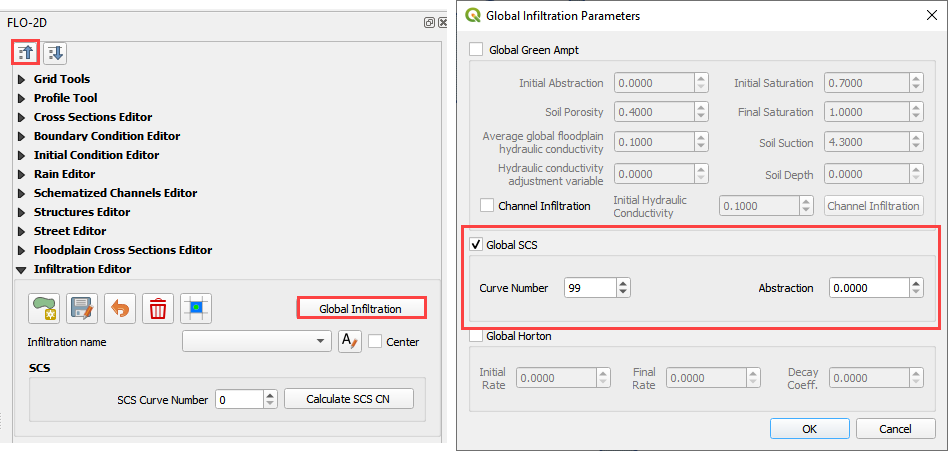 FLO-2D
Grid Tools
Profile Tool
Cross Sections Editor
Boundary Condition Editor
Initial Condition Editor
Rain Editor
Schematized Channels Editor
Structures Editor
Street Editor
Floodplain Cross Sections Editor
Infiltration Editor
Global Infiltration
Infiltration name
A
Center
SCS
SCS Curve Number 0 Calculate SCS CN
Global Infiltration Parameters
Global Green Ampt
Initial Abstraction 0.0000 Initial Saturation 0.7000
Soil Porosity 0.4000 Final Saturation 1.0000
Average global floodplain
hydraulic conductivity 0.1000 Soil Suction 4.3000
Hydraulic conductivity
adjustment variable 0.0000 Soil Depth 0.0000
Channel Infiltration Initial Hydraulic
Conductivity 0.1000 Channel Infiltration
Global SCS
Curve Number 99 Abstraction 0.0000
Global Horton
Initial
Rate 0.0000 Final
Rate 0.0000 Decay
Coeff. 0.0000
OK Cancel